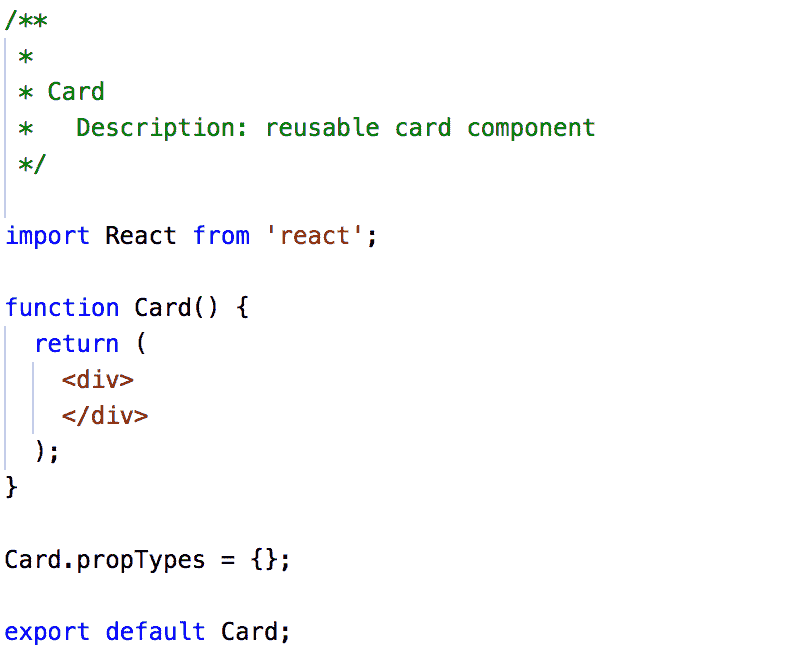 /**
 *
 * Card
 *   Description: reusable card component
 */

import React from 'react';

function Card() {
  return (
    <div>
    </div>
  );
}

Card.propTypes = {};

export default Card;